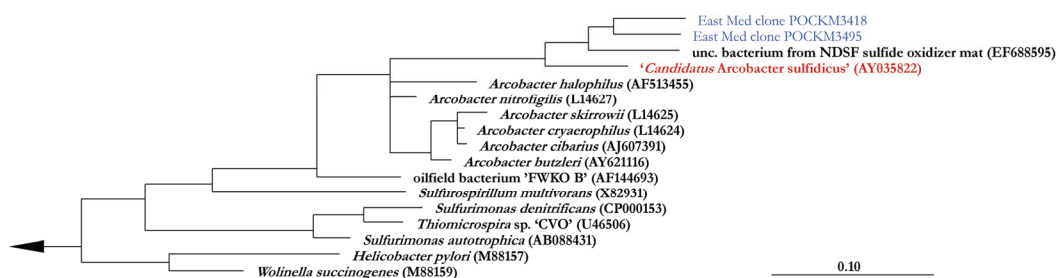 East Med clone POCKM3418
East Med clone POCKM3495
unc. bacterium from NDSF sulfide oxidizer mat (EF688595)
‘Candidatus Arcobacter sulfidicus’ (AY035822)
Arcobacter halophilus (AF513455)
Arcobacter nitrofigilis (L14627)
Arcobacter skirrowii (L14625)
Arcobacter cryaerophilus (L14624)
Arcobacter cibarius (AJ607391)
Arcobacter butzleri (AY621116)
oilfield bacterium 'FWKO B' (AF144693)
Sulfurospirillum multivorans (X82931)
Sulfurimonas denitrificans (CP000153)
Thiomicrospira sp. ‘CVO’ (U46506)
Sulfurimonas autotrophica (AB088431)
Helicobacter pylori (M88157)
Wolinella succinogenes (M88159)
0.10